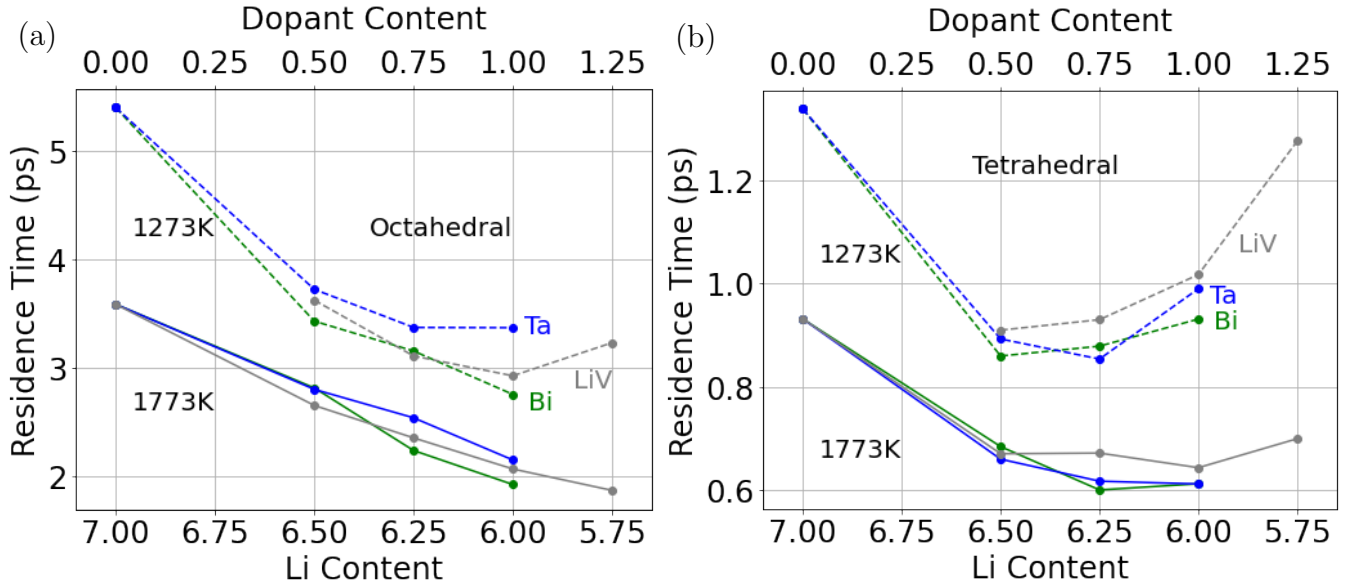 (a)
Dopant Content
0.00 0.25 0.50 0.75 1.00 1.25
Residence Time (ps)
5
4
3
2
1273K
Octahedral
Ta
LiV
Bi
1773K
7.00 6.75 6.50 6.25 6.00 5.75
Li Content
(b)
Dopant Content
0.00 0.25 0.50 0.75 1.00 1.25
Residence Time (ps)
1.2
1.0
0.8
0.6
Tetrahedral
1273K
LiV
Ta
Bi
1773K
7.00 6.75 6.50 6.25 6.00 5.75
Li Content